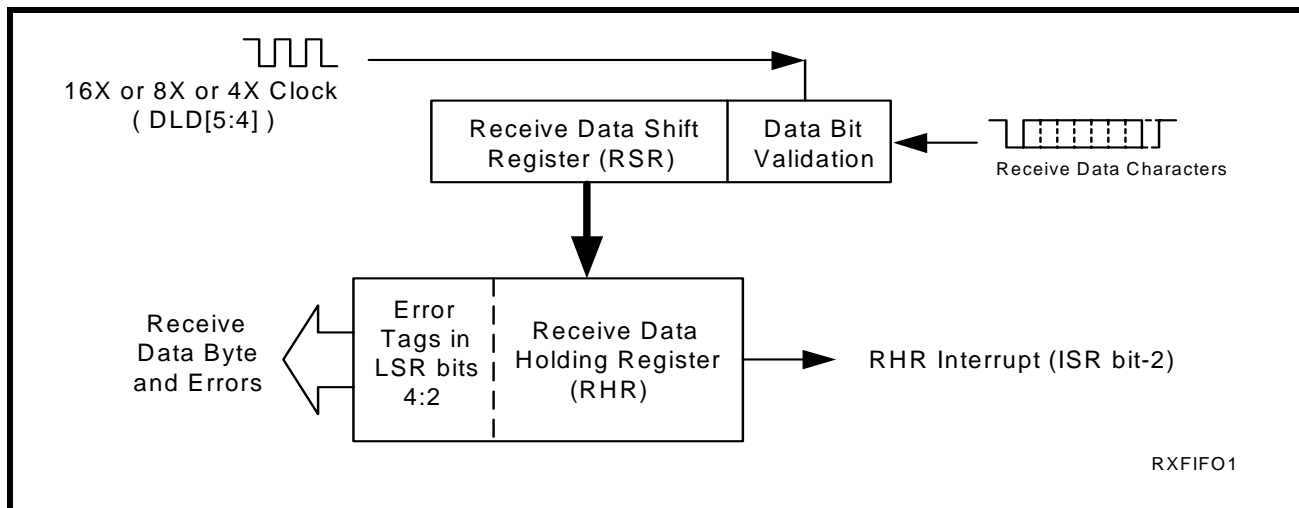 16X or 8X or 4X Clock
( DLD[5:4] )
Receive Data Shift
Register (RSR)
Data Bit
Validation
Receive Data Characters
Receive
Data Byte
and Errors
Error
Tags in
LSR bits
4:2
Receive Data
Holding Register
(RHR)
RHR Interrupt (ISR bit-2)
RXFIFO1